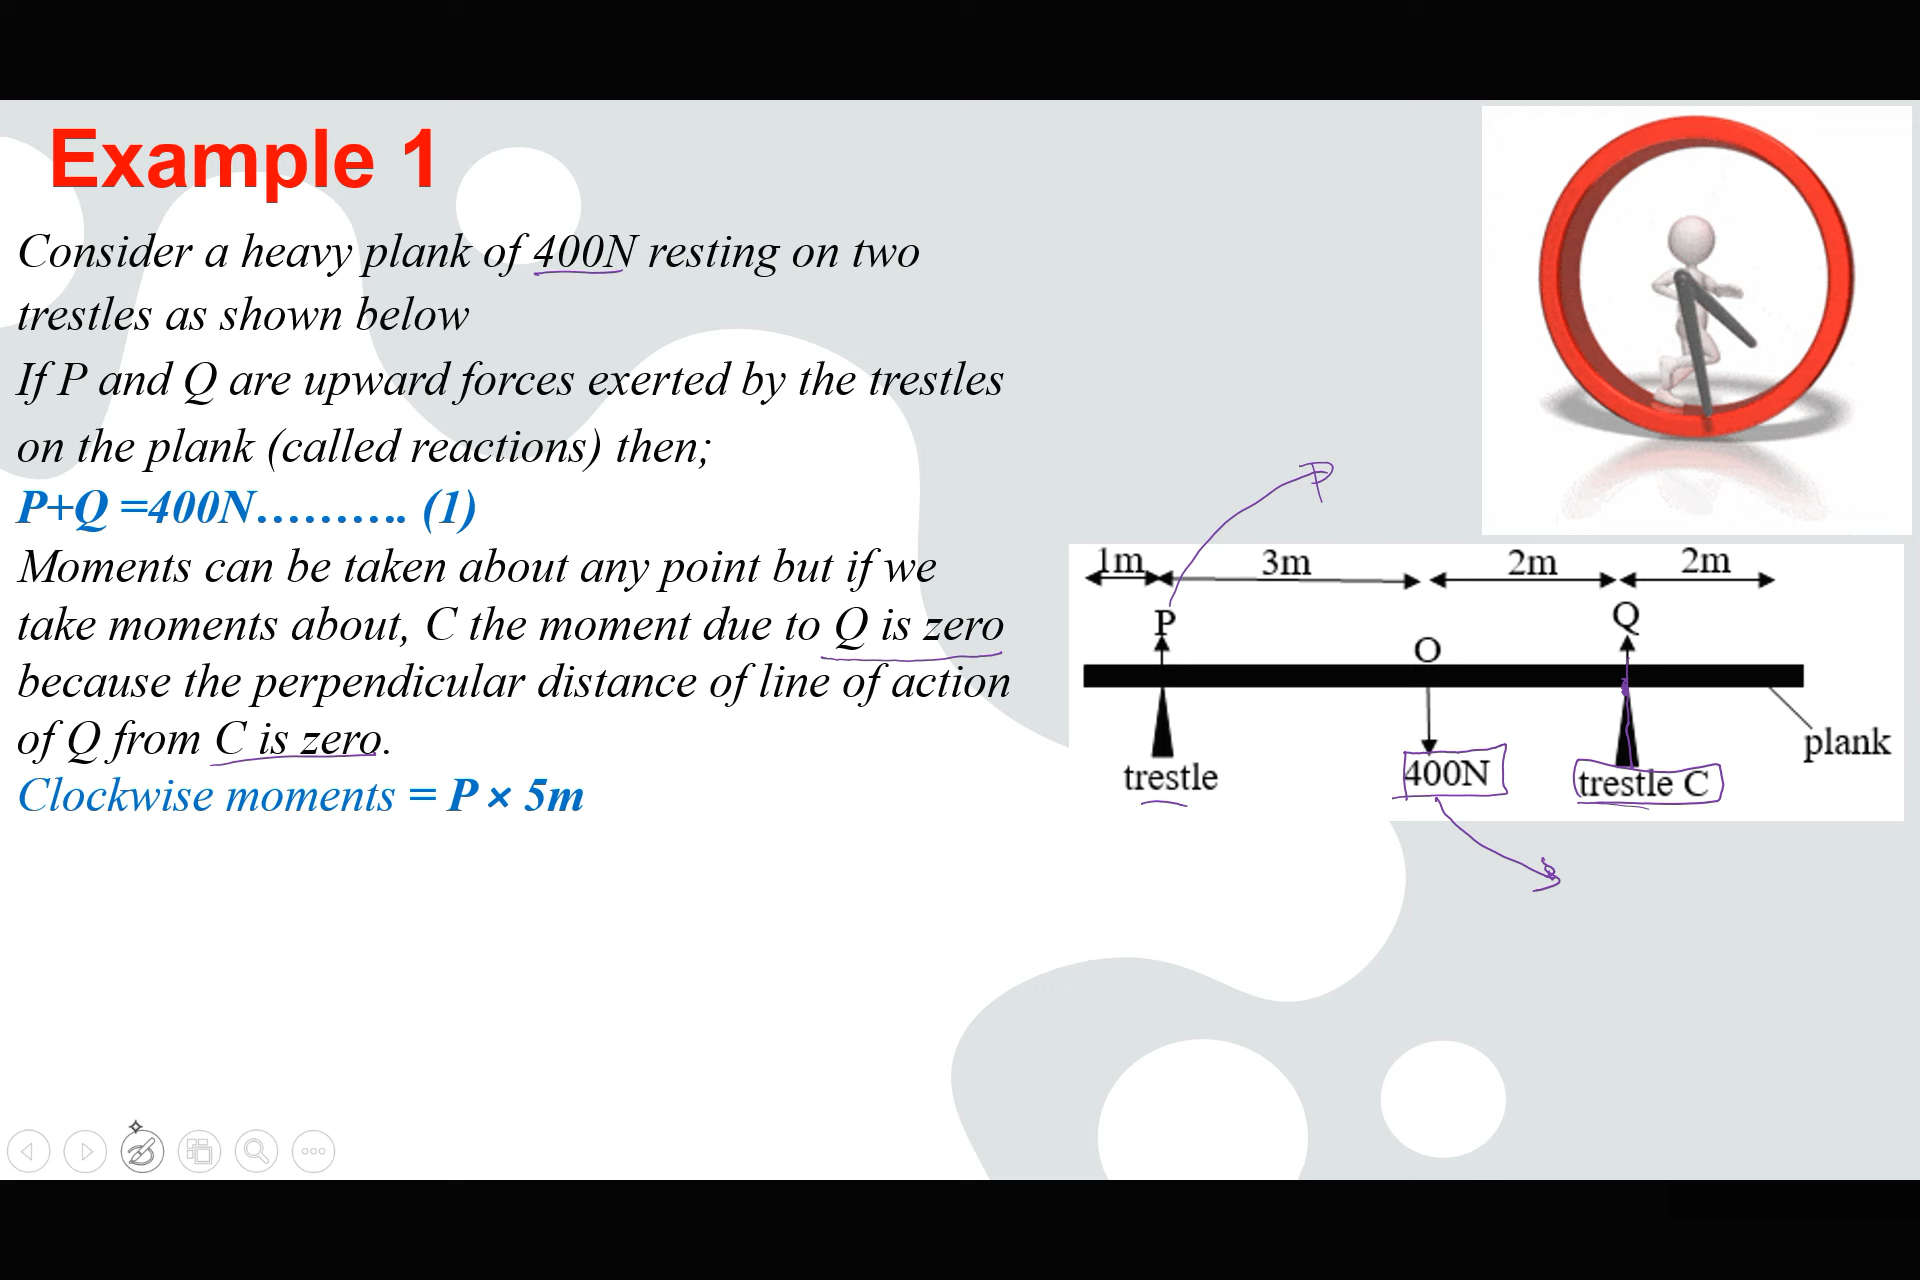 Example 1
Consider a heavy plank of 400N resting on two
trestles as shown below
If P and Q are upward forces exerted by the trestles
on the plank (called reactions) then;
P+Q =400N………. (1)
Moments can be taken about any point but if we
take moments about, C the moment due to Q is zero
because the perpendicular distance of line of action
of Q from C is zero.
Clockwise moments = P × 5m
P
1m 3m 2m 2m
P O Q
plank
trestle 400N trestle C